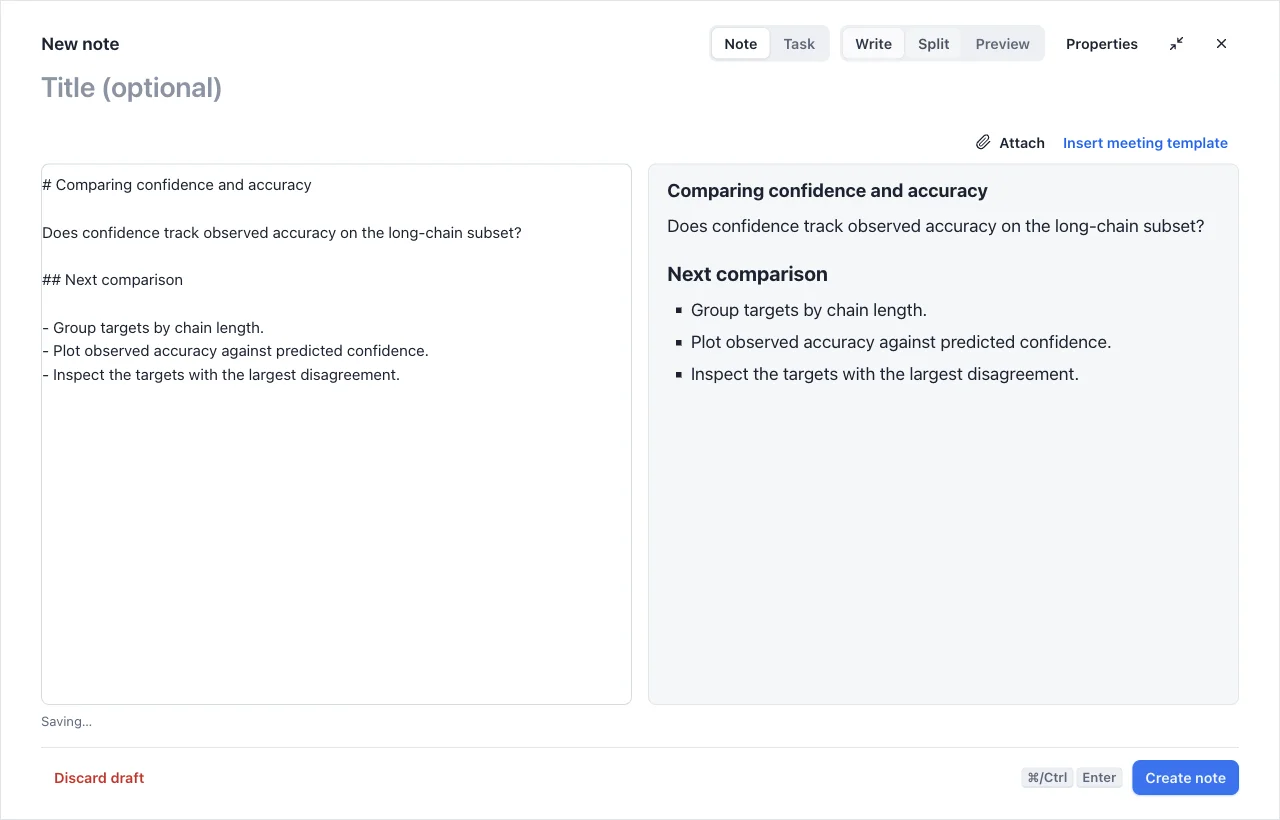 New note
Note Task Write Split Preview Properties
Title (optional)
Attach Insert meeting template
# Comparing confidence and accuracy
Does confidence track observed accuracy on the long-chain subset?
## Next comparison
- Group targets by chain length.
- Plot observed accuracy against predicted confidence.
- Inspect the targets with the largest disagreement.
Comparing confidence and accuracy
Does confidence track observed accuracy on the long-chain subset?
Next comparison
▪ Group targets by chain length.
▪ Plot observed accuracy against predicted confidence.
▪ Inspect the targets with the largest disagreement.
Saving…
Discard draft
⌘/Ctrl Enter Create note